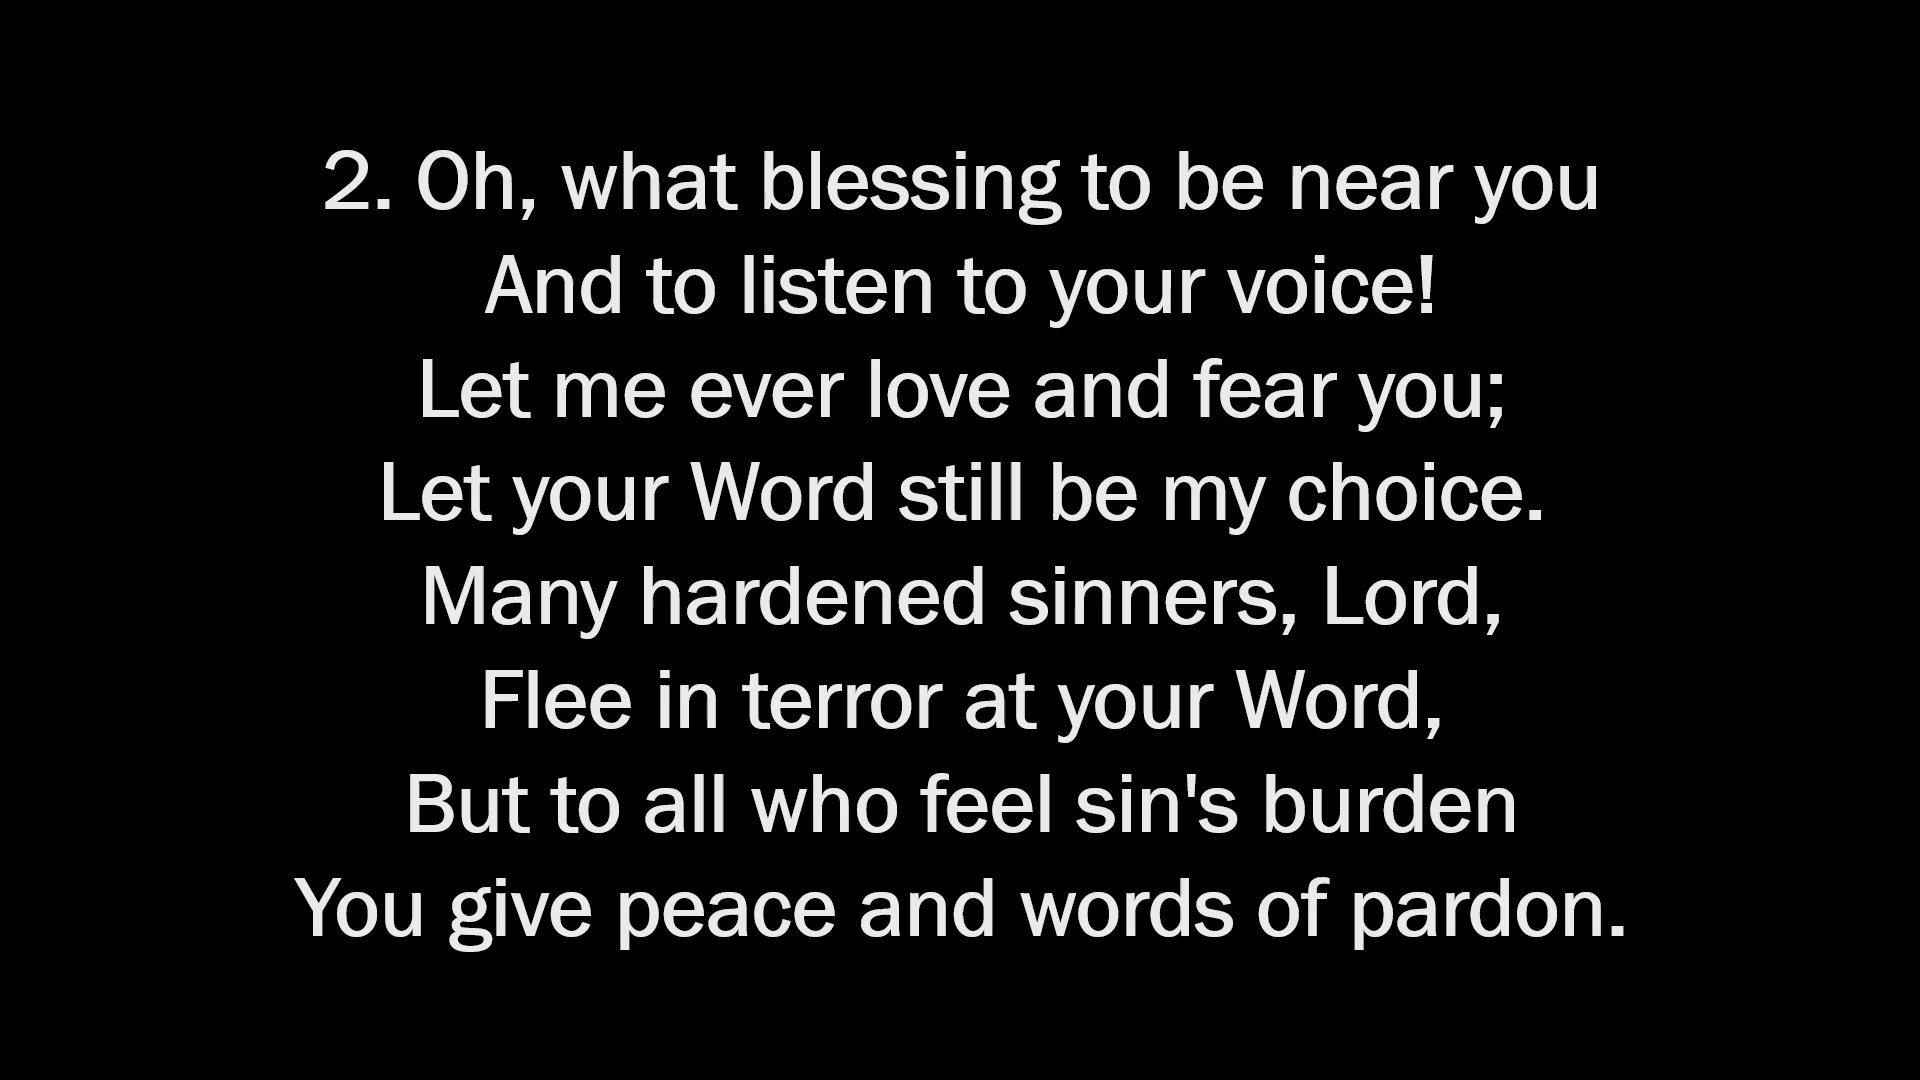 2. Oh, what blessing to be near you
And to listen to your voice!
Let me ever love and fear you;
Let your Word still be my choice.
Many hardened sinners, Lord,
Flee in terror at your Word,
But to all who feel sin's burden
You give peace and words of pardon.